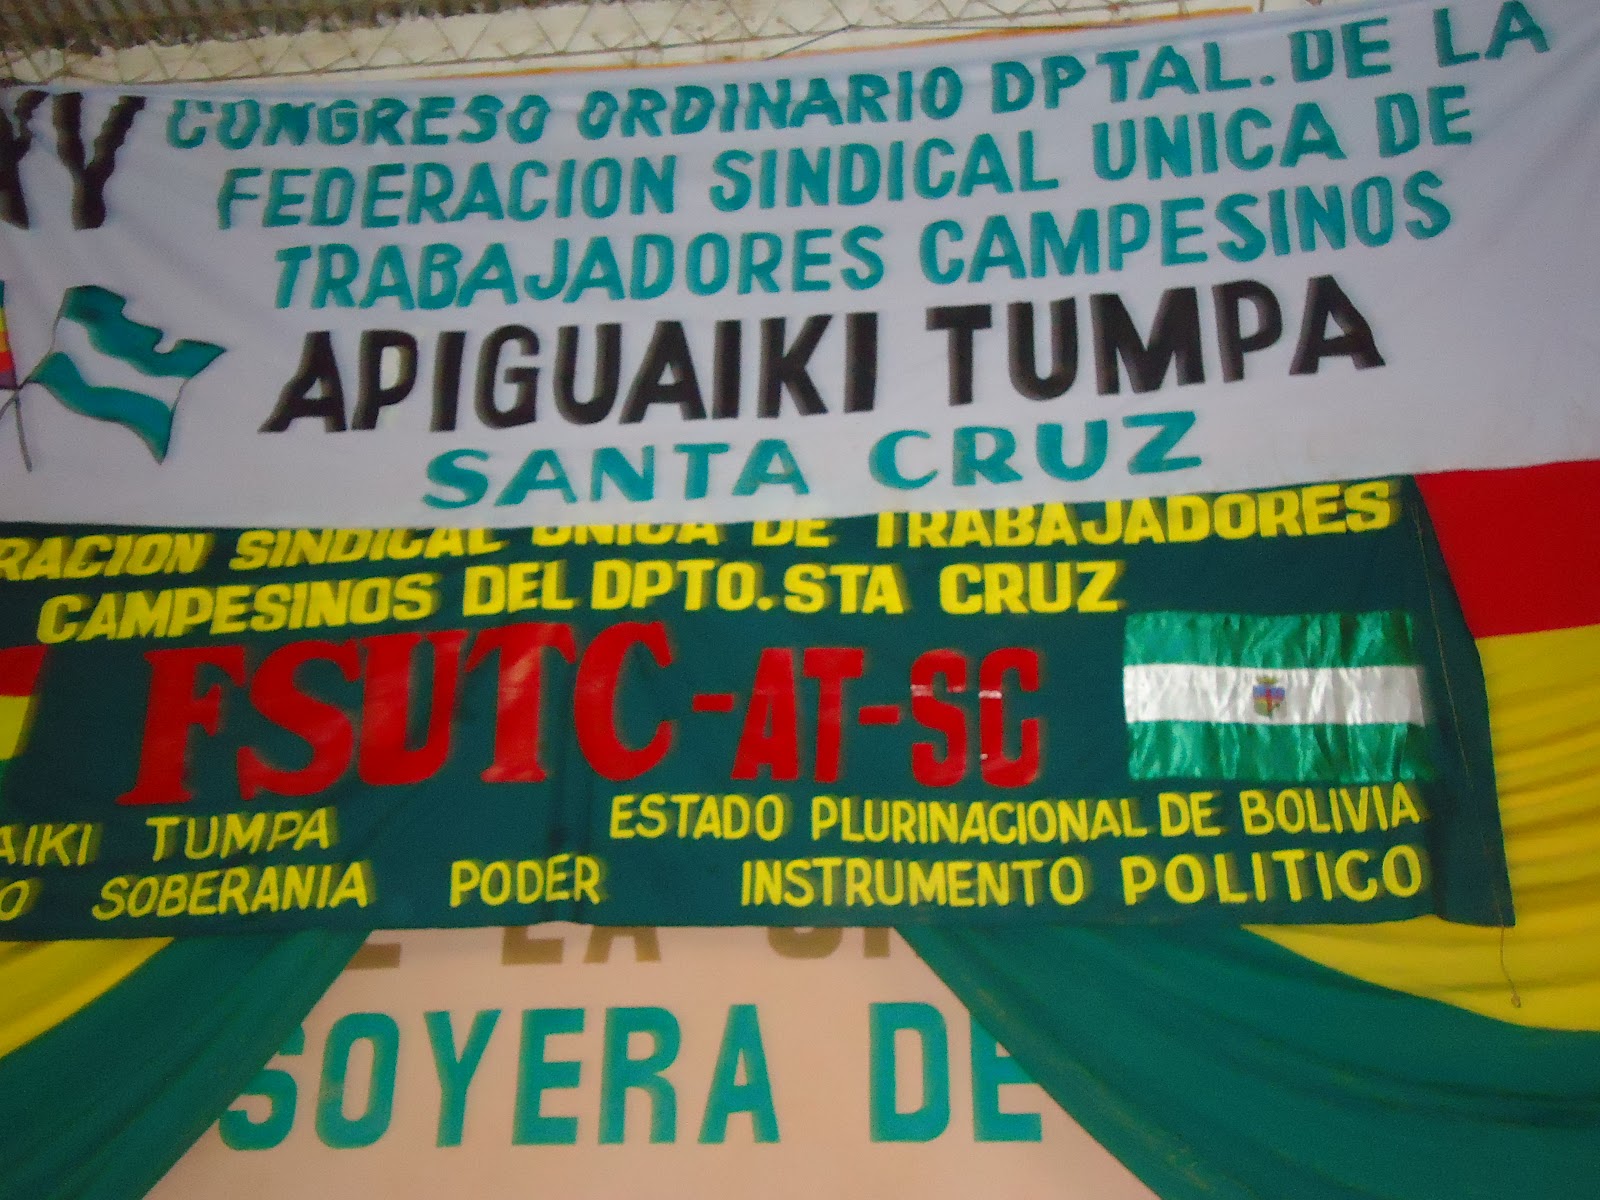 XV CONGRESO ORDINARIO DPTAL. DE LA
FEDERACION SINDICAL UNICA DE
TRABAJADORES CAMPESINOS
APIGUAIKI TUMPA
SANTA CRUZ
RACION SINDICAL UNICA DE TRABAJADORES
CAMPESINOS DEL DPTO. STA CRUZ
FSUTC-AT-SC
AIKI TUMPA ESTADO PLURINACIONAL DE BOLIVIA
O SOBERANIA PODER INSTRUMENTO POLITICO
LA
SOYERA DE